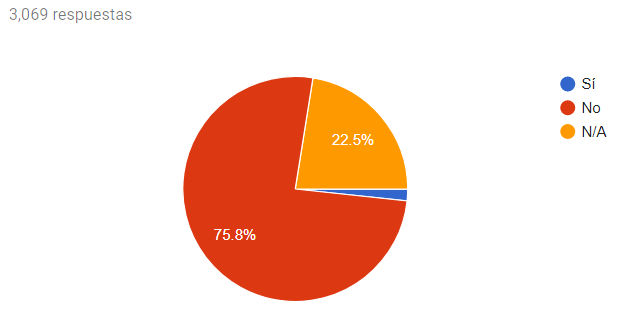 3,069 respuestas
Sí
No
N/A
22.5%
75.8%